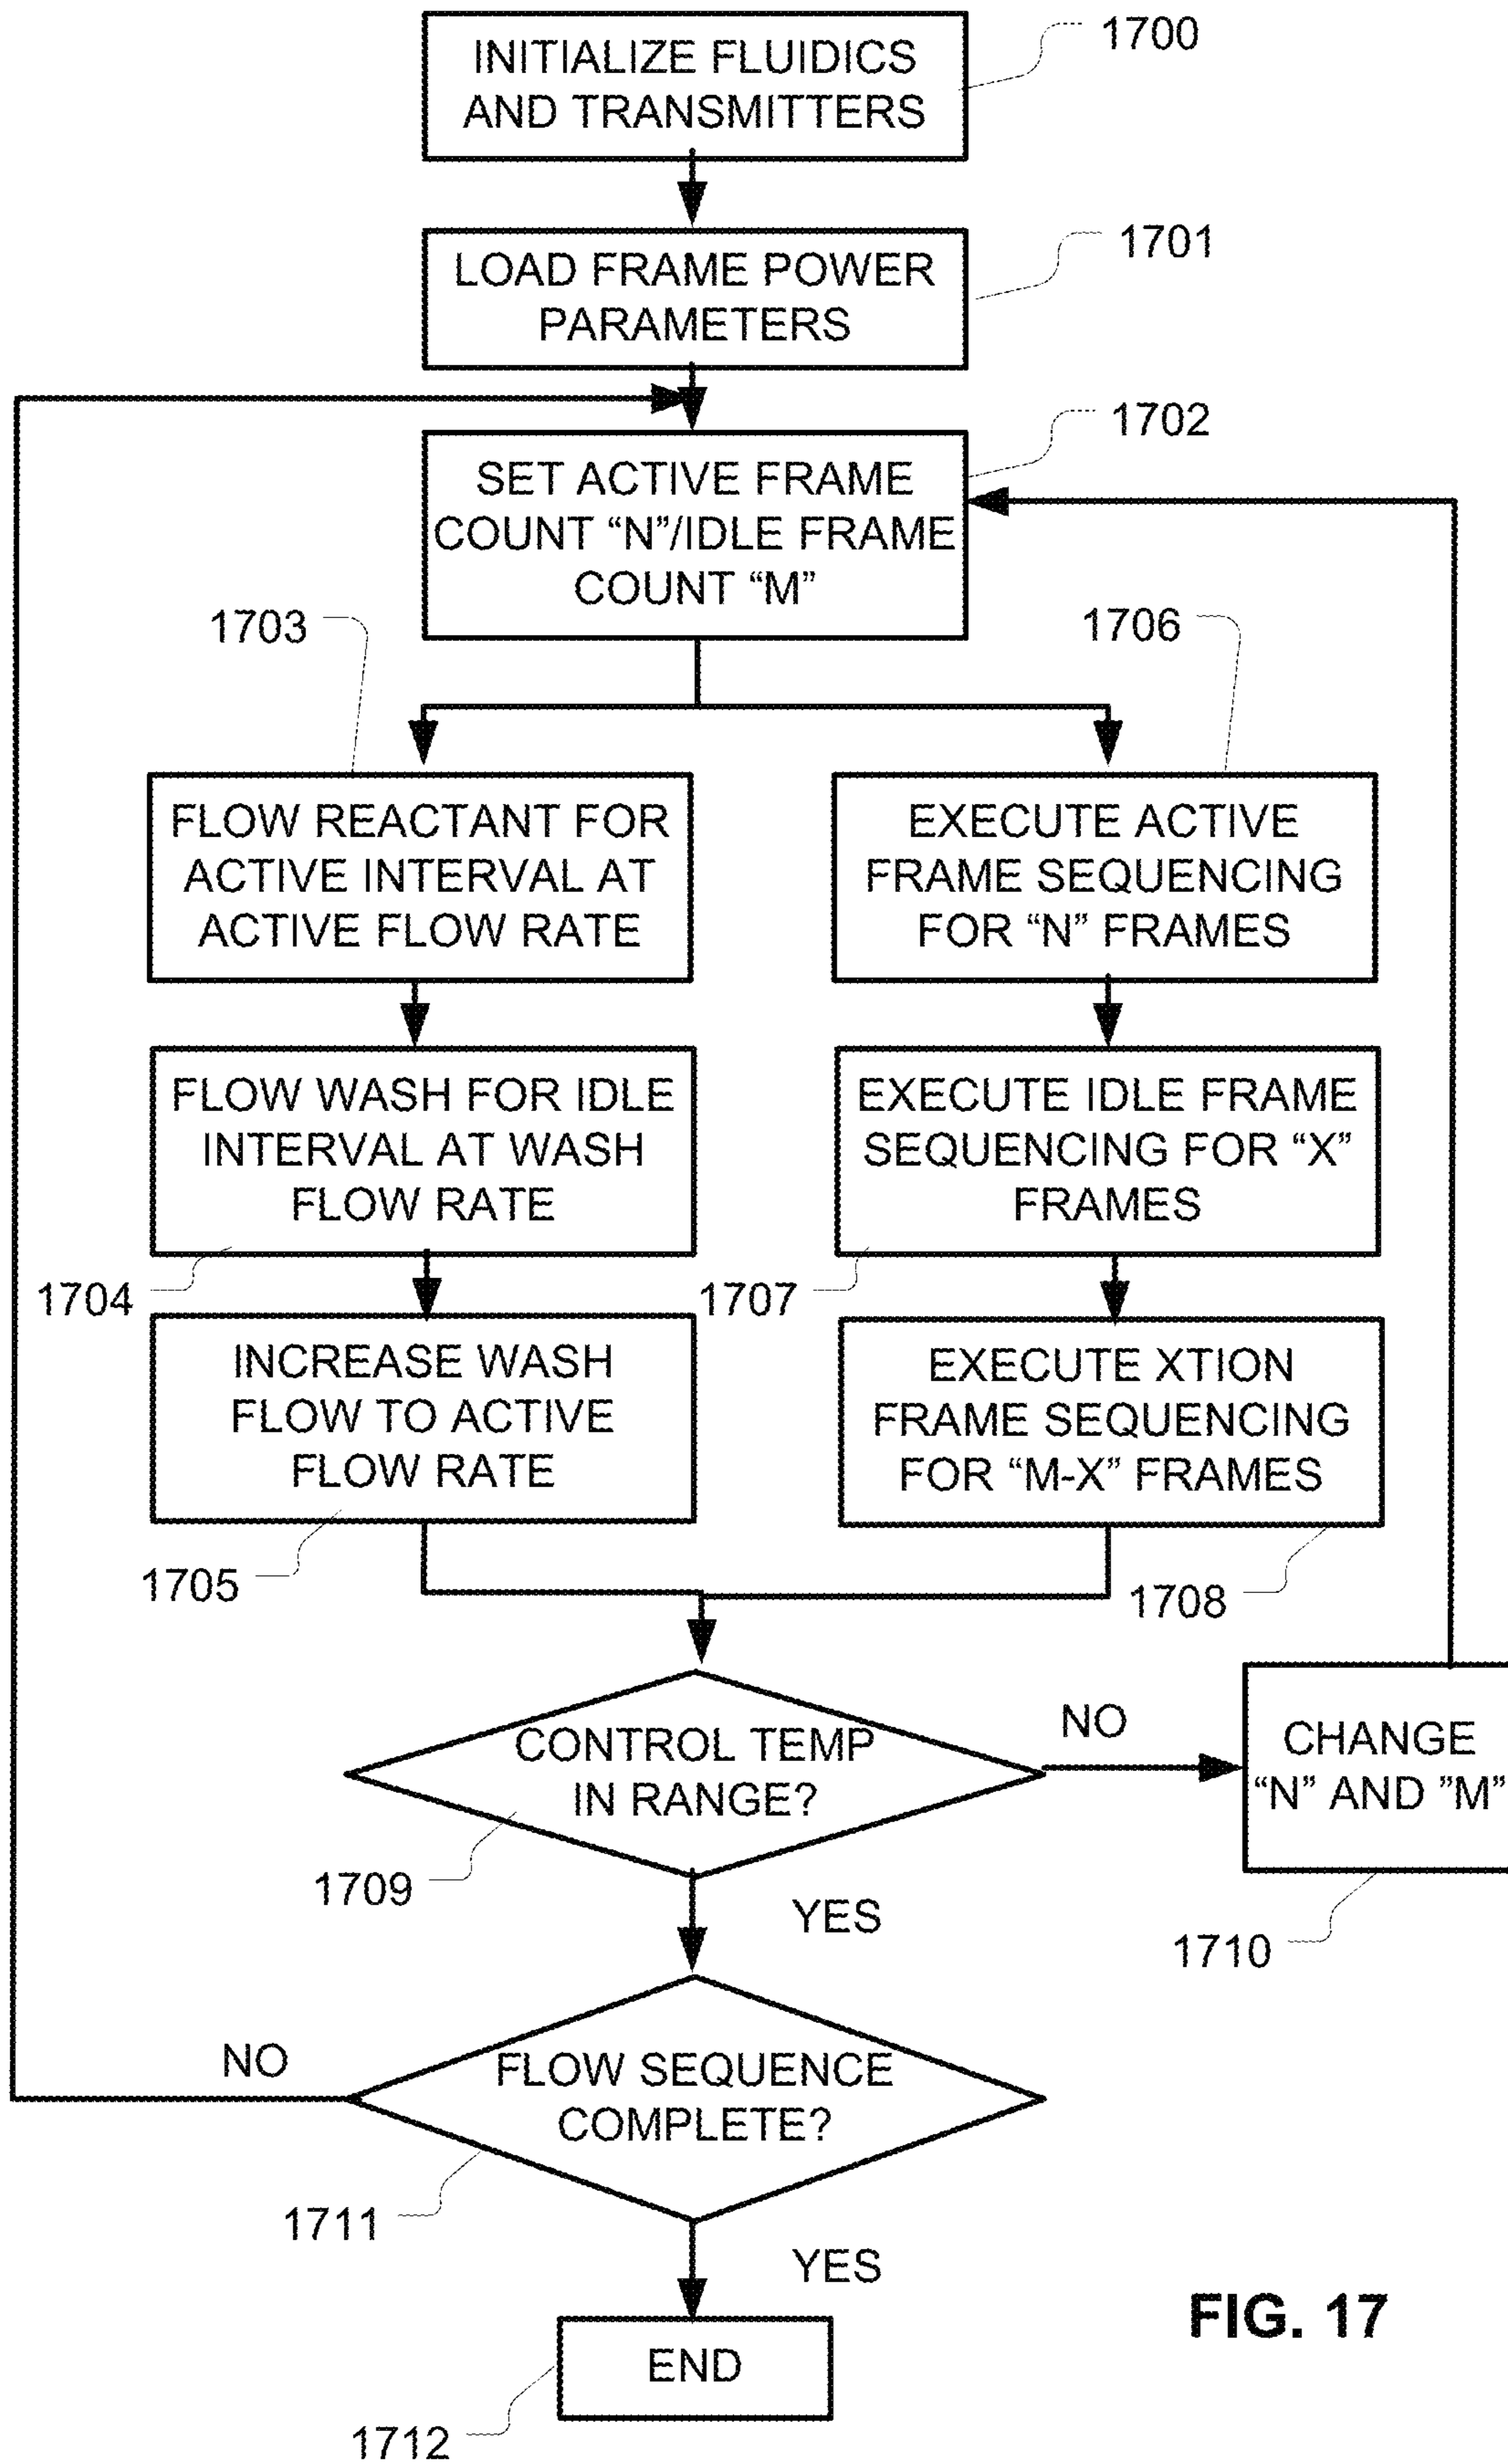 INITIALIZE FLUIDICS
AND TRANSMITTERS
1700
LOAD FRAME POWER
PARAMETERS
1701
SET ACTIVE FRAME
COUNT “N”/IDLE FRAME
COUNT “M”
1702
1703
FLOW REACTANT FOR
ACTIVE INTERVAL AT
ACTIVE FLOW RATE
1706
EXECUTE ACTIVE
FRAME SEQUENCING
FOR “N” FRAMES
FLOW WASH FOR IDLE
INTERVAL AT WASH
FLOW RATE
1704
EXECUTE IDLE FRAME
SEQUENCING FOR “X”
FRAMES
1707
INCREASE WASH
FLOW TO ACTIVE
FLOW RATE
1705
EXECUTE XTION
FRAME SEQUENCING
FOR “M-X” FRAMES
1708
CONTROL TEMP
IN RANGE?
1709
NO
CHANGE
“N” AND ”M”
1710
YES
FLOW SEQUENCE
COMPLETE?
1711
NO
YES
END
1712
FIG. 17